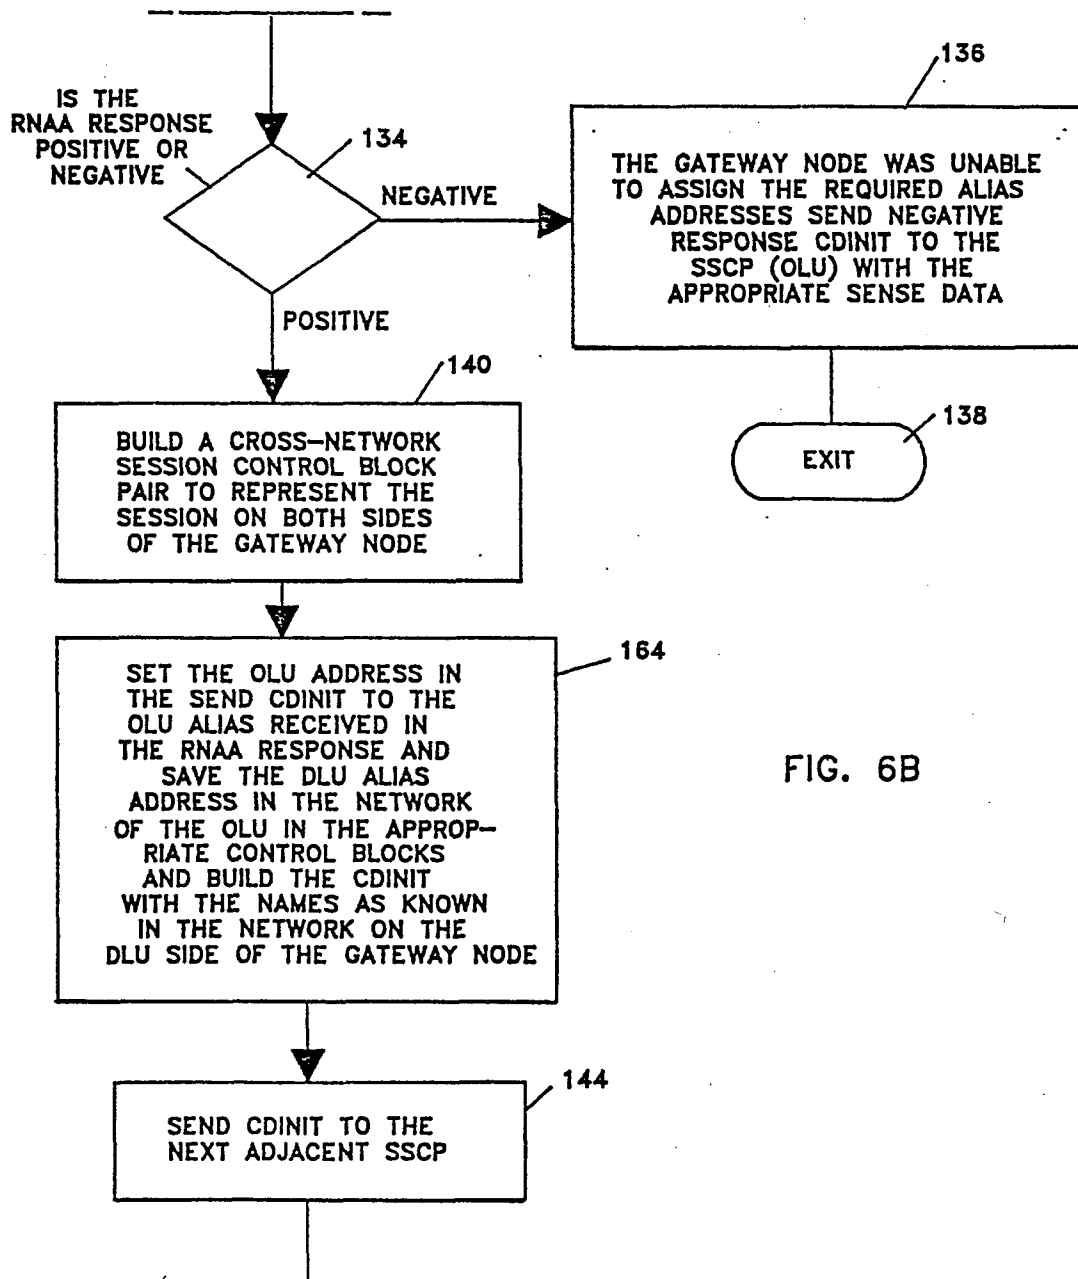 IS THE
RNAA RESPONSE
POSITIVE OR
NEGATIVE
134
NEGATIVE
POSITIVE
136
THE GATEWAY NODE WAS UNABLE
TO ASSIGN THE REQUIRED ALIAS
ADDRESSES SEND NEGATIVE
RESPONSE CDINIT TO THE
SSCP (OLU) WITH THE
APPROPRIATE SENSE DATA
138
EXIT
140
BUILD A CROSS-NETWORK
SESSION CONTROL BLOCK
PAIR TO REPRESENT THE
SESSION ON BOTH SIDES
OF THE GATEWAY NODE
164
SET THE OLU ADDRESS IN
THE SEND CDINIT TO THE
OLU ALIAS RECEIVED IN
THE RNAA RESPONSE AND
SAVE THE DLU ALIAS
ADDRESS IN THE NETWORK
OF THE OLU IN THE APPROP-
RIATE CONTROL BLOCKS
AND BUILD THE CDINIT
WITH THE NAMES AS KNOWN
IN THE NETWORK ON THE
DLU SIDE OF THE GATEWAY NODE
FIG. 6B
144
SEND CDINIT TO THE
NEXT ADJACENT SSCP